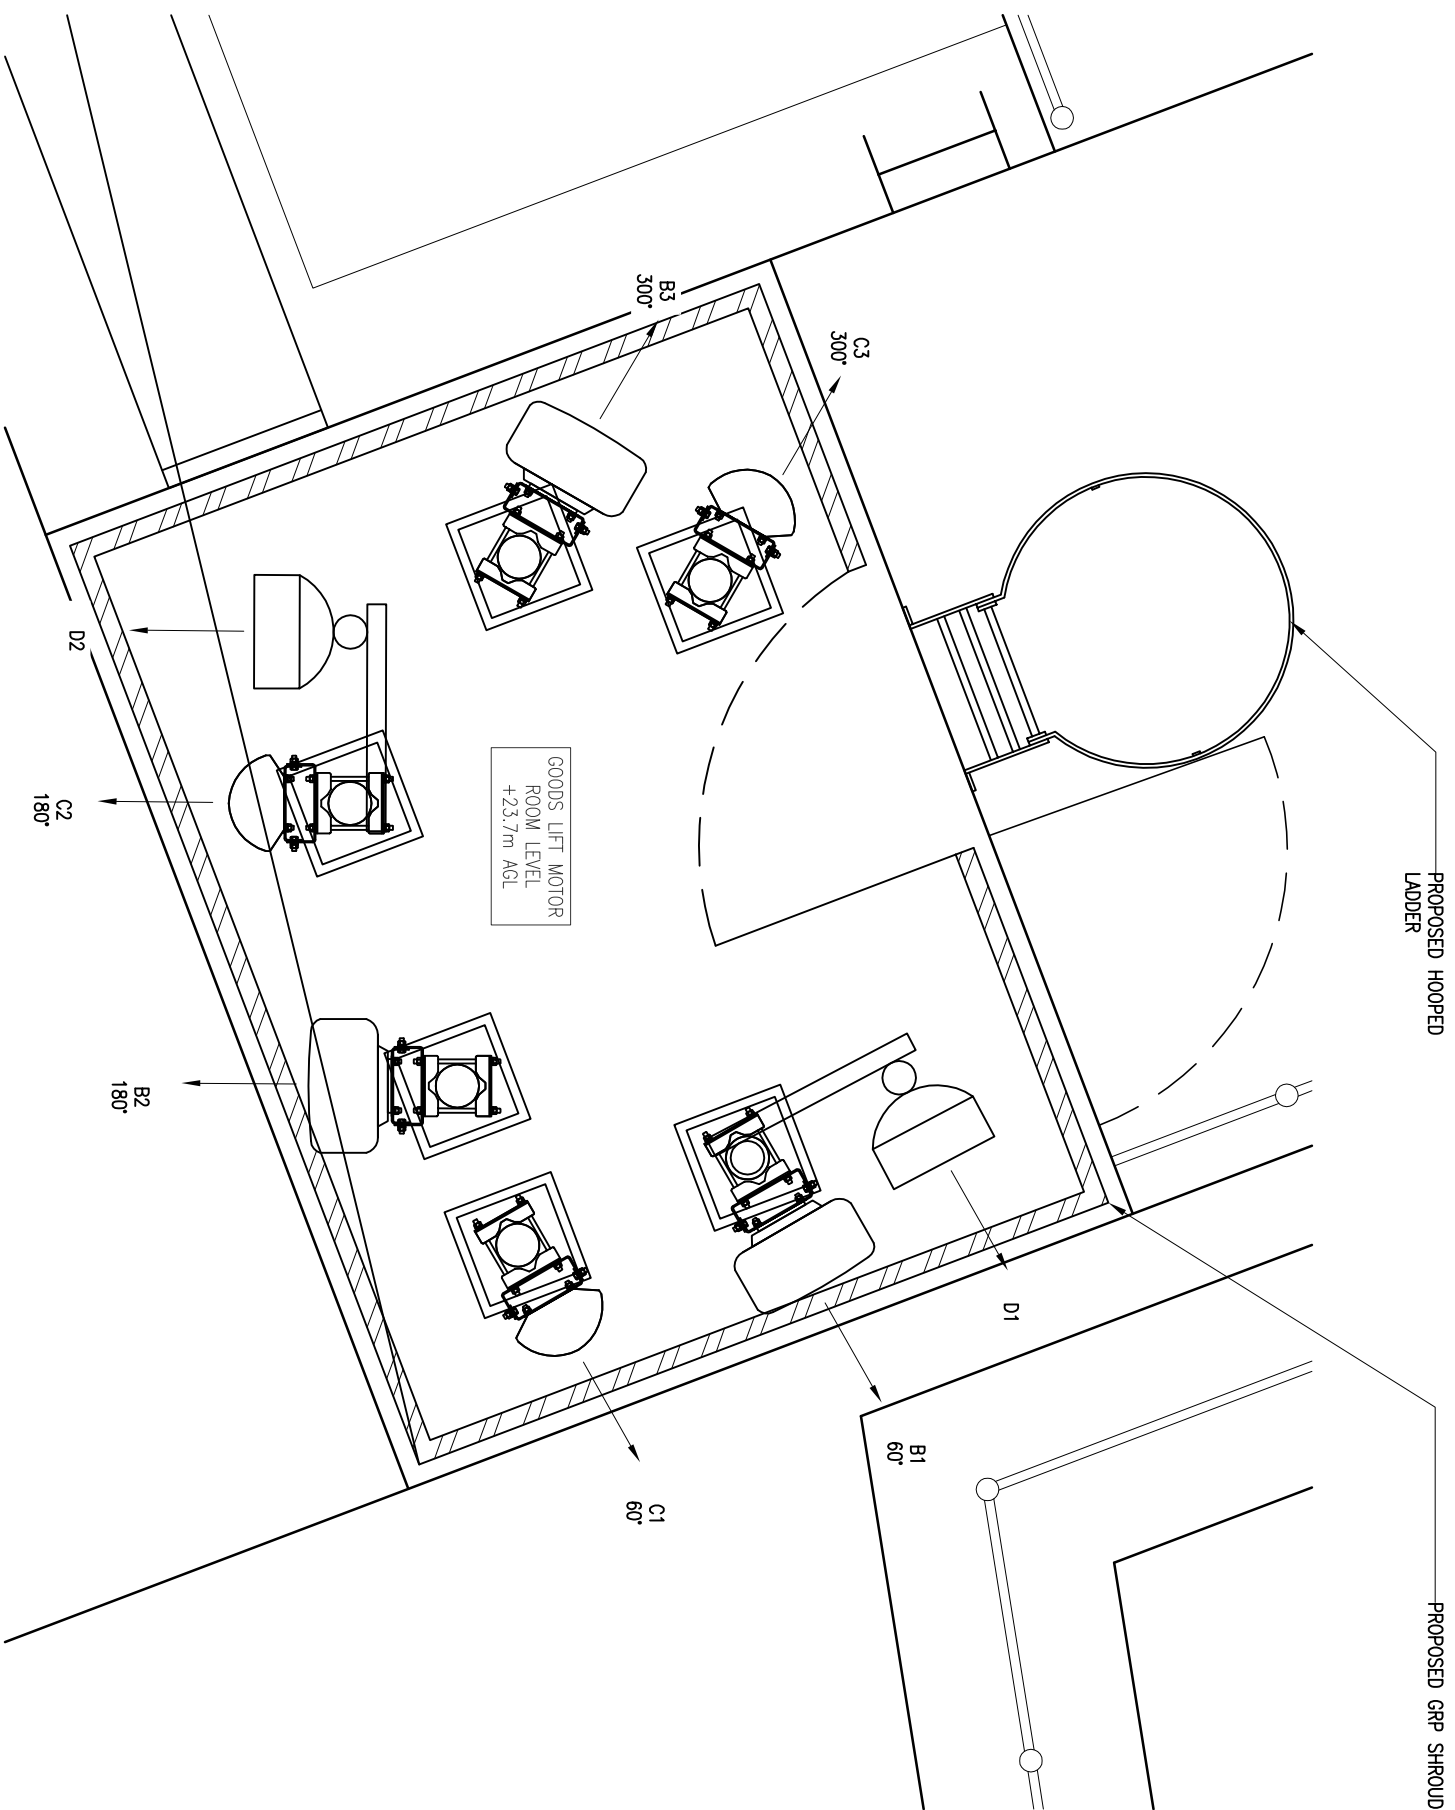 PROPOSED HOOPED
LADDER
PROPOSED GRP SHROUD
C3
300°
B3
300°
D1
B1
60°
C1
60°
GOODS LIFT MOTOR
ROOM LEVEL
+23.7m AGL
B2
180°
D2
C2
180°